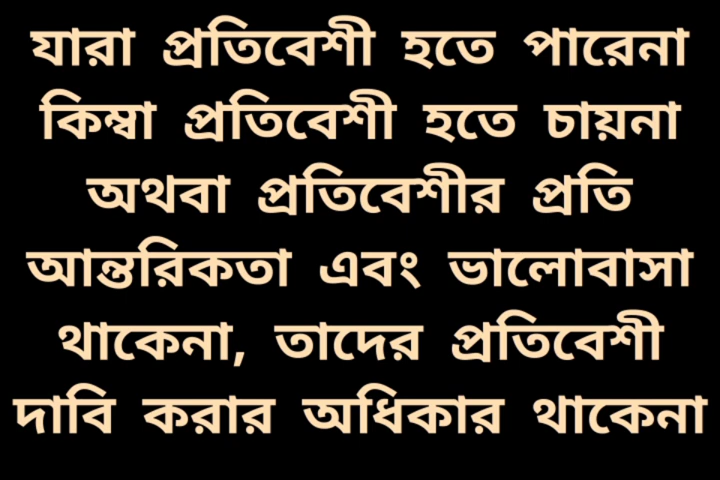 যারা প্রতিবেশী হতে পারেনা
কিম্বা প্রতিবেশী হতে চায়না
অথবা প্রতিবেশীর প্রতি
আন্তরিকতা এবং ভালোবাসা
থাকেনা, তাদের প্রতিবেশী
দাবি করার অধিকার থাকেনা